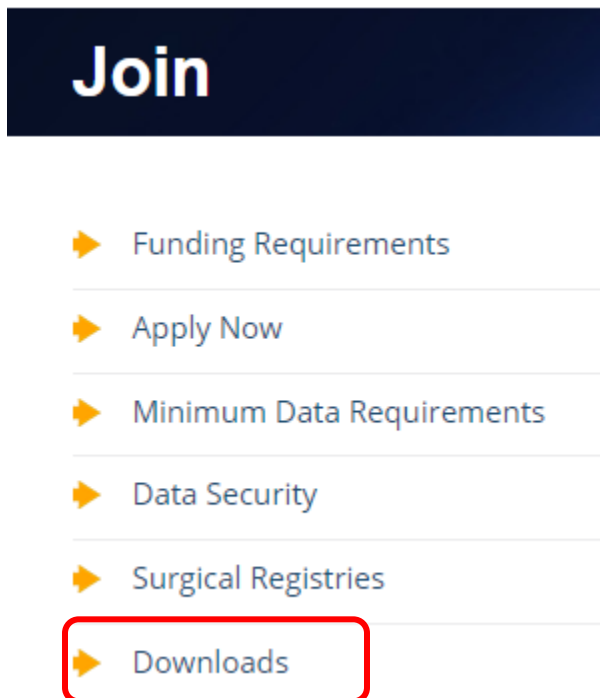 Join
Funding Requirements
Apply Now
Minimum Data Requirements
Data Security
Surgical Registries
Downloads